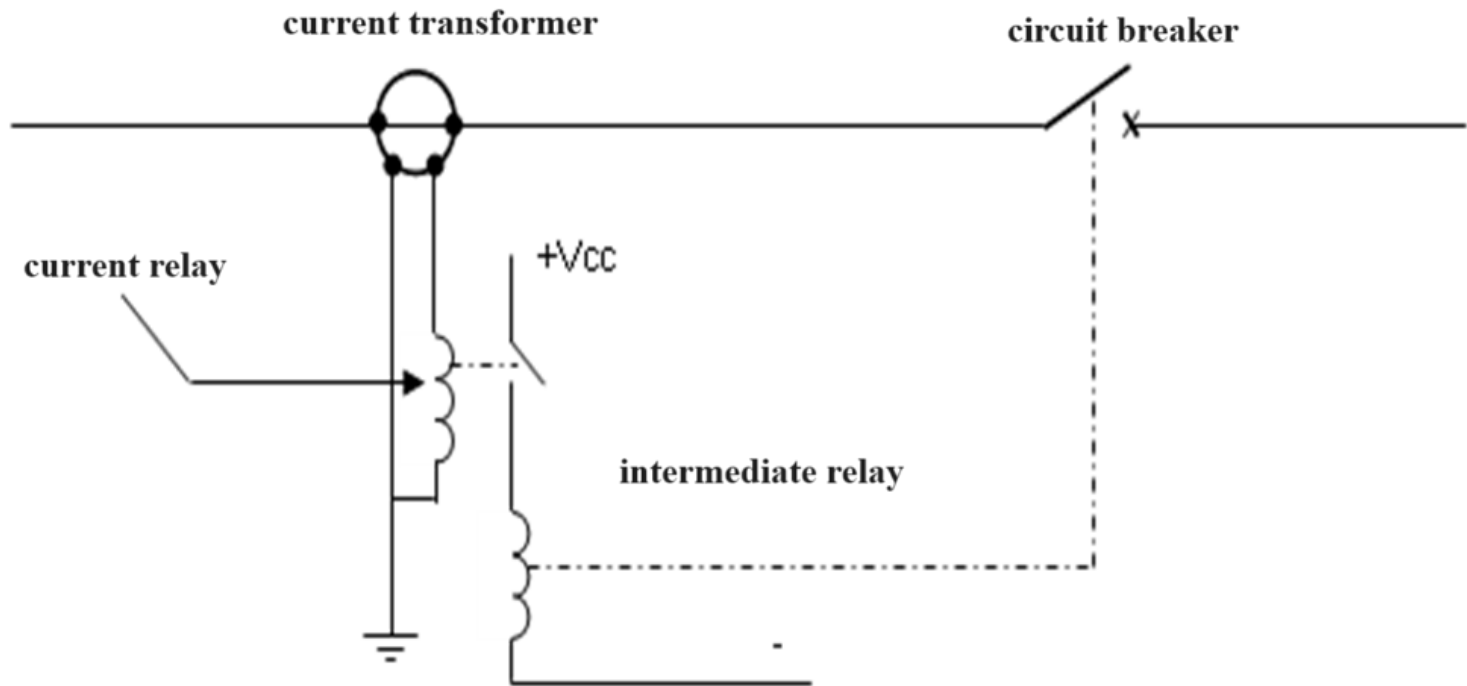 current transformer
circuit breaker
current relay
+Vcc
intermediate relay
-